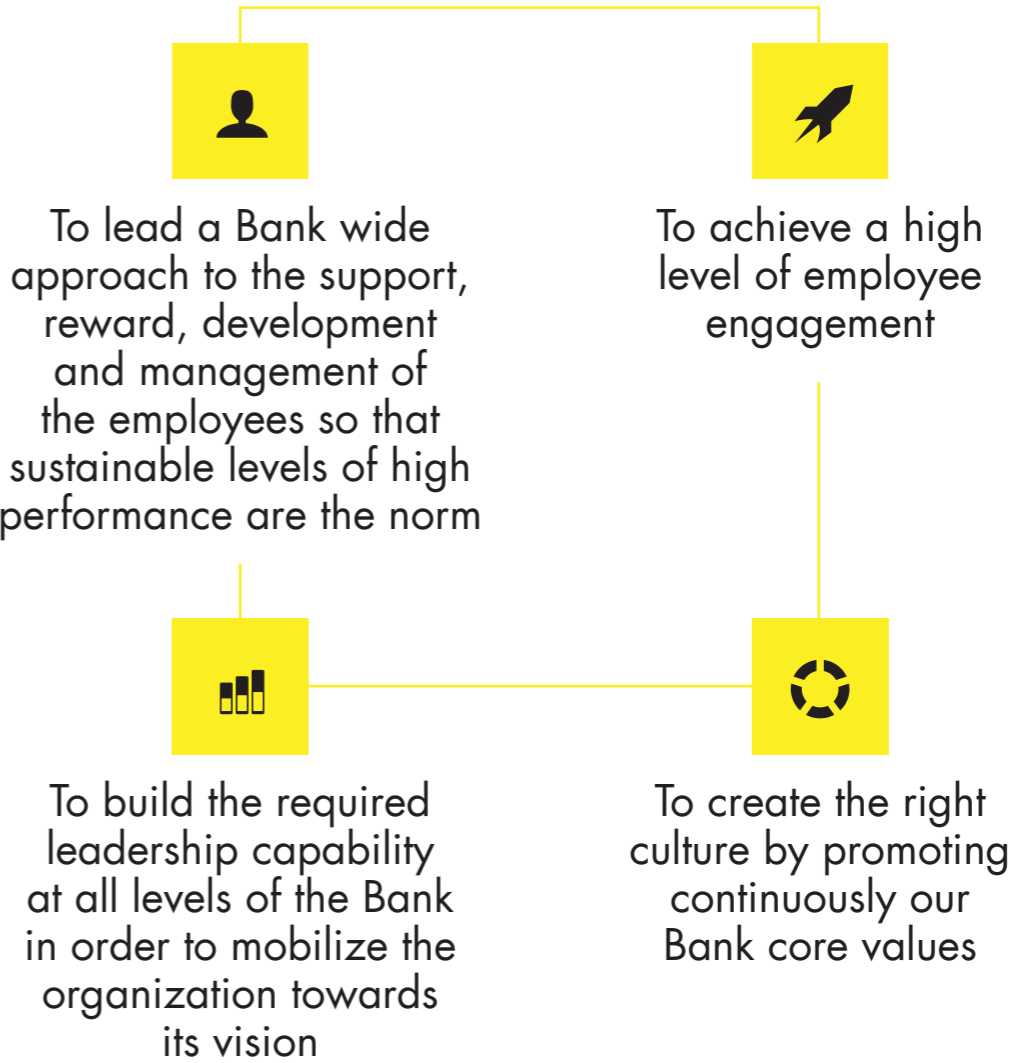 To lead a Bank wide
approach to the support,
reward, development
and management of
the employees so that
sustainable levels of high
performance are the norm
To achieve a high
level of employee
engagement
To build the required
leadership capability
at all levels of the Bank
in order to mobilize the
organization towards
its vision
To create the right
culture by promoting
continuously our
Bank core values